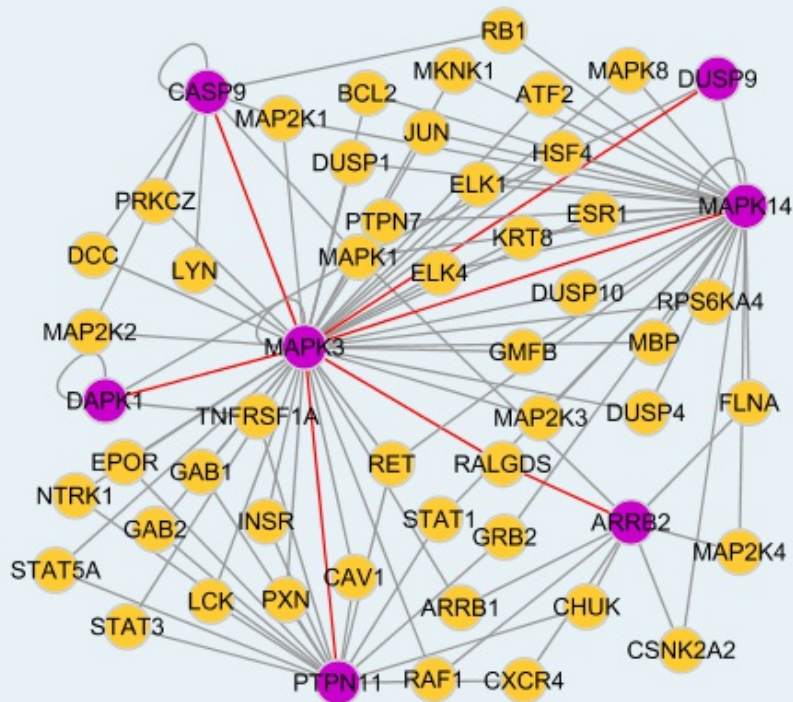 RB1
MKNK1
MAPK8
DUSP9
CASP9
BCL2
ATF2
MAP2K1
JUN
HSF4
DUSP1
ELK1
PRKCZ
MAPK14
PTPN7
ESR1
KRT8
DCC
LYN
MAPK1
ELK4
DUSP10
RPS6KA4
MAP2K2
MAPK3
GMFB
MBP
DAPK1
TNFRSF1A
MAP2K3
DUSP4
FLNA
EPOR
GAB1
RET
RALGDS
NTRK1
GAB2
INSR
STAT1
GRB2
ARRB2
MAP2K4
STAT5A
LCK
PXN
CAV1
ARRB1
CHUK
STAT3
CSNK2A2
PTPN11
RAF1
CXCR4